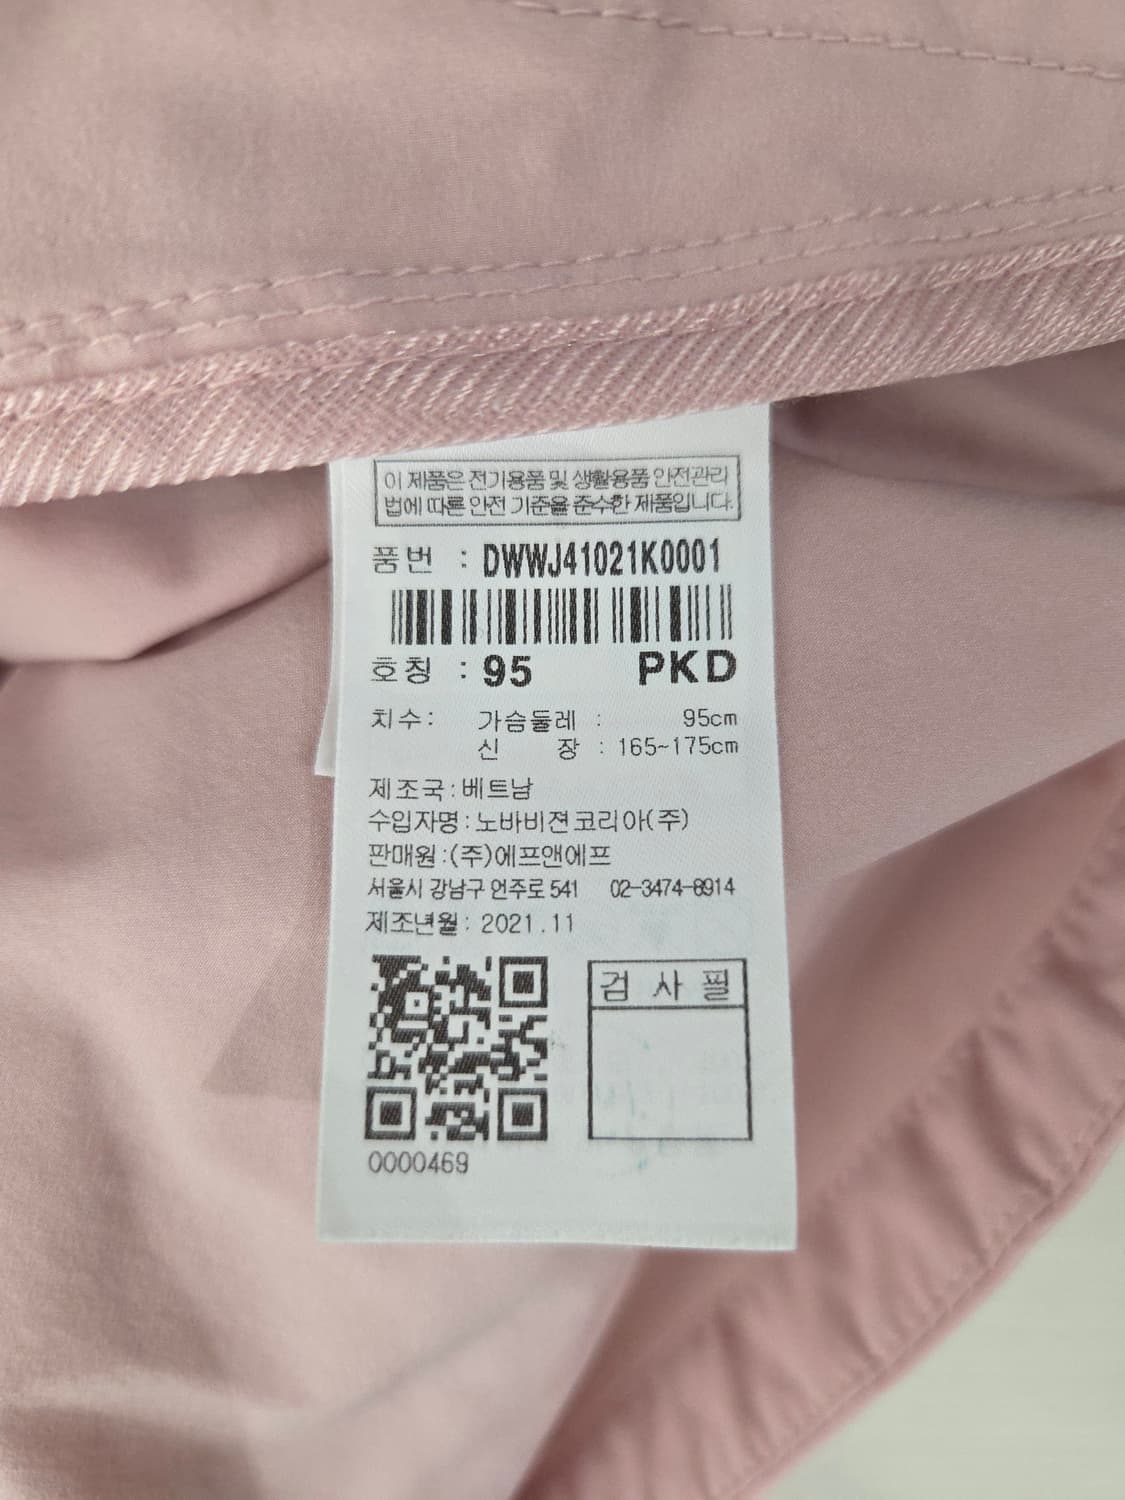 이 제품은 전기용품 및 생활용품 안전관리
법에 따른 안전 기준을 준수한 제품입니다.
품번 : DWWJ41021K0001
호칭 : 95 PKD
치수: 가슴둘레 : 95cm
신 장 : 165~175cm
제조국:베트남
수입자명:노바비젼코리아(주)
판매원:(주)에프앤에프
서울시 강남구 언주로 541 02-3474-8914
제조년월: 2021.11
검 사 필
0000469